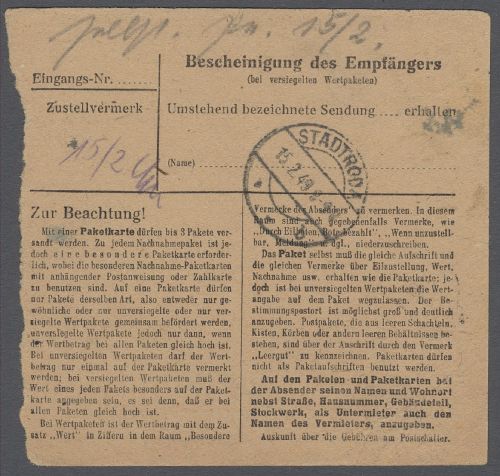 15/2.
Eingangs-Nr. ........
Bescheinigung des Empfängers
(bei versiegelten Wertpaketen)
Zustellvermerk
Umstehend bezeichnete Sendung .... erhalten
15/2
(Name)
STADTRODA
15.2.49
b
Zur Beachtung!
Mit einer Paketkarte dürfen bis 3 Pakete ver-
sandt werden. Zu jedem Nachnahmepaket ist je-
doch eine besondere Paketkarte erforder-
lich, wobei die besonderen Nachnahme-Paketkarten
mit anhängender Postanweisung oder Zahlkarte
zu benutzen sind. Auf eine Paketkarte dürfen
nur Pakete derselben Art, also entweder nur ge-
wöhnliche oder nur unversiegelte oder nur ver-
siegelte Wertpakete gemeinsam befördert werden,
unversiegelte Wertpakete jedoch nur dann, wenn
der Wertbetrag bei allen Paketen gleich hoch ist.
Bei unversiegelten Wertpaketen darf der Wert-
betrag nur einmal auf der Paketkarte vermerkt
werden; bei versiegelten Wertpaketen muß der
Wert eines jeden Pakets besonders auf der Paket-
karte angegeben sein, es sei denn, daß er bei
allen Paketen gleich hoch ist.
Bei Wertpaketen ist der Wertbetrag mit dem Zu-
satz „Wert" in Ziffern in dem Raum „Besondere
Vermerke des Absenders" zu vermerken. In diesem
Raum sind auch gegebenenfalls Vermerke, wie
„Durch Eilboten, Bote bezahlt", „Wenn unzustell-
bar, Meldung" u. dgl., niederzuschreiben.
Das Paket selbst muß die gleiche Aufschrift und
die gleichen Vermerke über Eilzustellung, Wert,
Nachnahme usw. erhalten wie die Paketkarte; je-
doch ist bei unversiegelten Wertpaketen die Wert-
angabe auf dem Paket wegzulassen. Der Be-
stimmungspostort ist möglichst groß und deutlich
anzugeben. Postpakete, die aus leeren Schachteln,
Kisten, Körben oder andern leeren Behältnissen be-
stehen, sind über der Anschrift durch den Vermerk
„Leergut" zu kennzeichnen. Paketkarten dürfen
nicht als Paketaufschriften benutzt werden.
Auf den Paketen und Paketkarten hat
der Absender seinen Namen und Wohnort
nebst Straße, Hausnummer, Gebäudeteil,
Stockwerk, als Untermieter auch den
Namen des Vermieters, anzugeben.
Auskunft über die Gebühren am Postschalter.